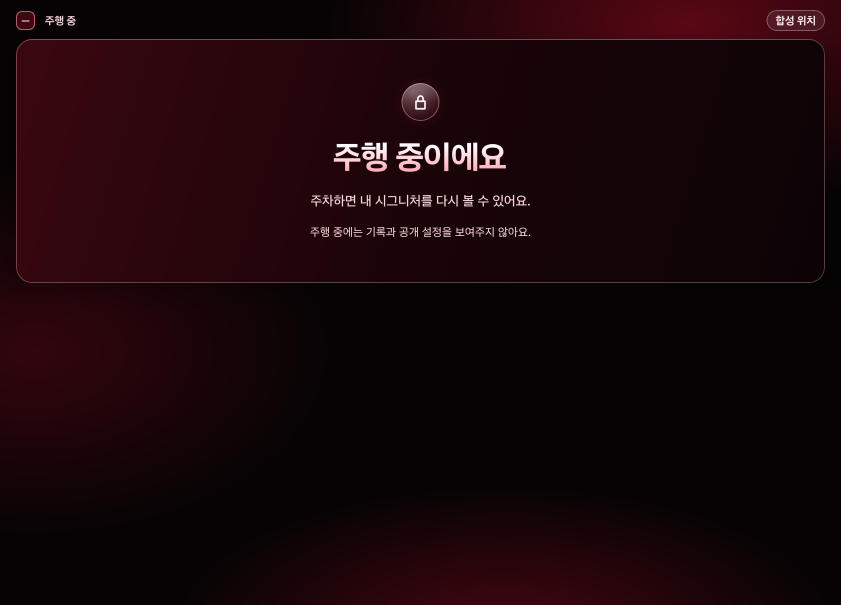 주행 중
합성 위치
주행 중이에요
주차하면 내 시그니처를 다시 볼 수 있어요.
주행 중에는 기록과 공개 설정을 보여주지 않아요.